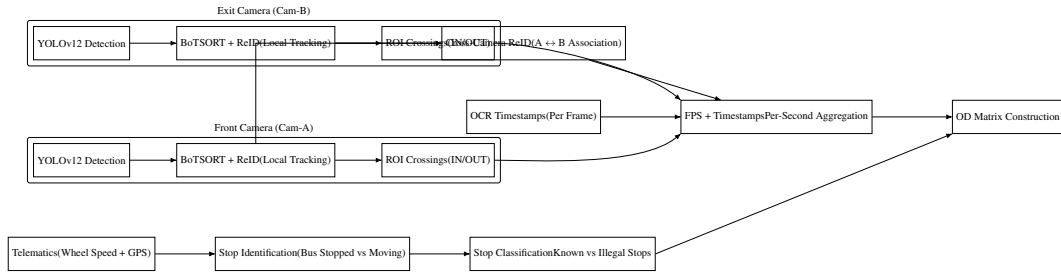 Exit Camera (Cam-B)
YOLOv12 Detection
BoTSORT + ReID(Local Tracking)
ROI Crossings(IN/OUT)
Camera ReID(A ↔ B Association)
OCR Timestamps(Per Frame)
FPS + TimestampsPer-Second Aggregation
OD Matrix Construction
Front Camera (Cam-A)
YOLOv12 Detection
BoTSORT + ReID(Local Tracking)
ROI Crossings(IN/OUT)
Telematics(Wheel Speed + GPS)
Stop Identification(Bus Stopped vs Moving)
Stop ClassificationKnown vs Illegal Stops